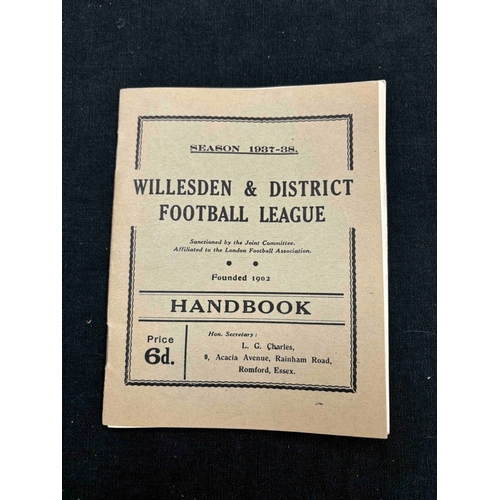 SEASON 1937-38.
WILLESDEN & DISTRICT
FOOTBALL LEAGUE
Sanctioned by the Joint Committee.
Affiliated to the London Football Association.
Founded 1902
HANDBOOK
Price
6d.
Hon. Secretary:
L. G. Charles,
9, Acacia Avenue, Rainham Road,
Romford, Essex.